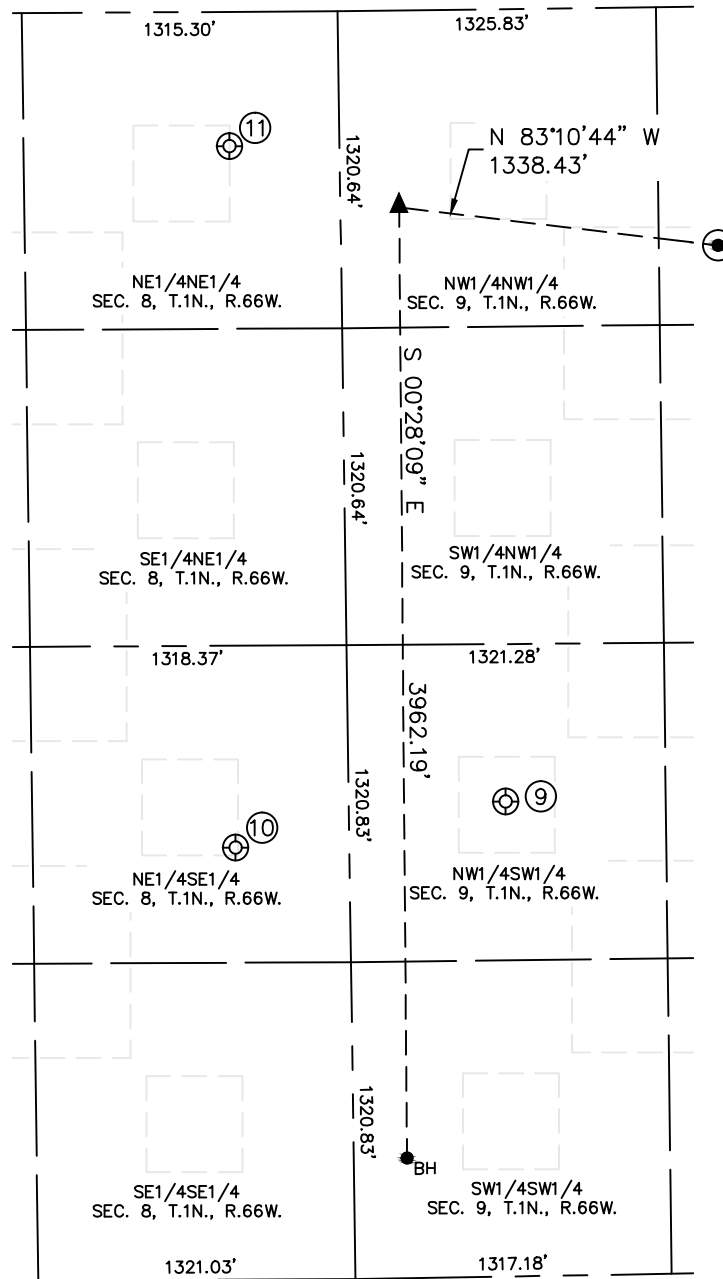 1315.30'
1325.83'
11
N 83°10'44" W
1338.43'
1320.64'
NE1/4NE1/4
SEC. 8, T.1N., R.66W.
NW1/4NW1/4
SEC. 9, T.1N., R.66W.
S 00°28'09" E
1320.64'
SE1/4NE1/4
SEC. 8, T.1N., R.66W.
SW1/4NW1/4
SEC. 9, T.1N., R.66W.
1318.37'
1321.28'
3962.19'
1320.83'
10
9
NE1/4SE1/4
SEC. 8, T.1N., R.66W.
NW1/4SW1/4
SEC. 9, T.1N., R.66W.
1320.83'
BH
SE1/4SE1/4
SEC. 8, T.1N., R.66W.
SW1/4SW1/4
SEC. 9, T.1N., R.66W.
1321.03'
1317.18'